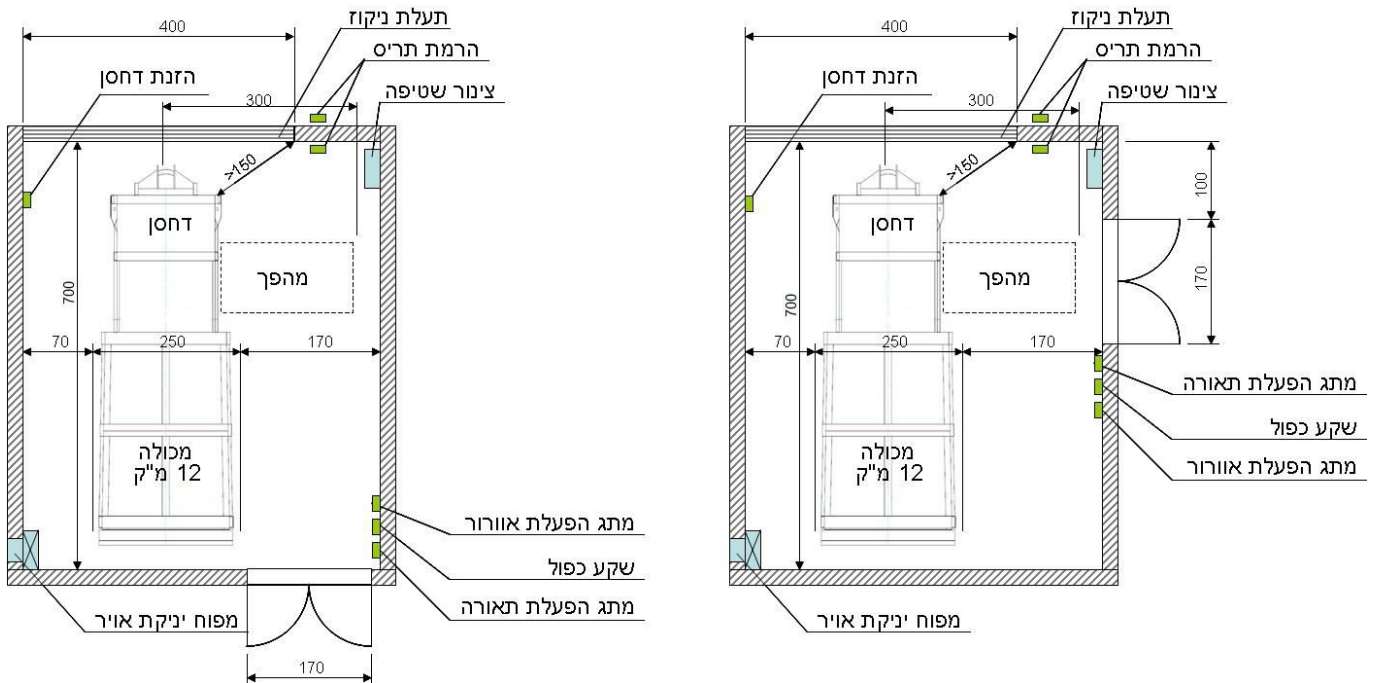 תעלת ניקוז
400
הרמת תריס
הזנת דחסן
צינור שטיפה
300
>150
דחסן
מהפך
700
70
250
170
מכולה
12 מ"ק
מתג הפעלת אוורור
שקע כפול
מתג הפעלת תאורה
מפוח יניקת אויר
170
תעלת ניקוז
400
הרמת תריס
הזנת דחסן
צינור שטיפה
300
>150
100
דחסן
מהפך
170
700
70
250
170
מתג הפעלת תאורה
שקע כפול
מתג הפעלת אוורור
מכולה
12 מ"ק
מפוח יניקת אויר